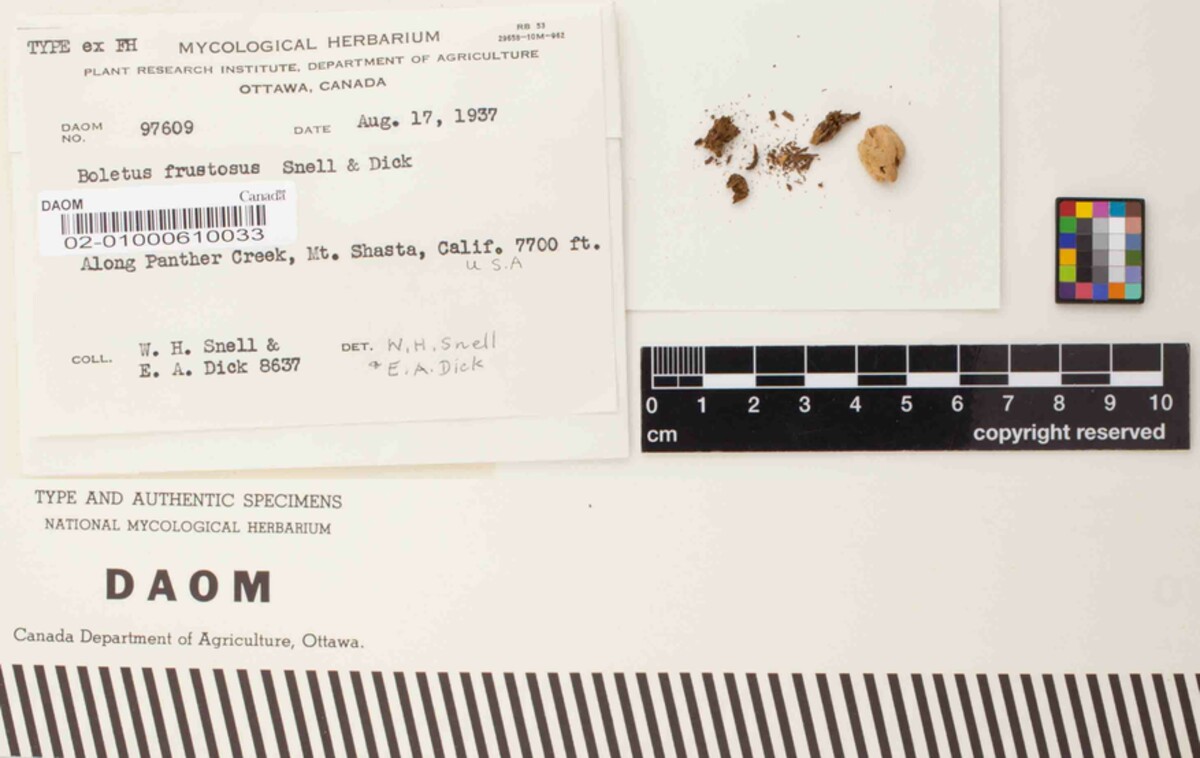 TYPE ex FH
MYCOLOGICAL HERBARIUM
RB 53
29656-10M-962
PLANT RESEARCH INSTITUTE, DEPARTMENT OF AGRICULTURE
OTTAWA, CANADA
DAOM NO. 97609 DATE Aug. 17, 1937
Boletus frustosus Snell & Dick
DAOM Canada
02-01000610033
Along Panther Creek, Mt. Shasta, Calif. 7700 ft.
U S.A
COLL. W. H. Snell & DET. W.H. Snell
E. A. Dick 8637 + E.A. Dick
0 1 2 3 4 5 6 7 8 9 10
cm copyright reserved
TYPE AND AUTHENTIC SPECIMENS
NATIONAL MYCOLOGICAL HERBARIUM
DAOM
Canada Department of Agriculture, Ottawa.